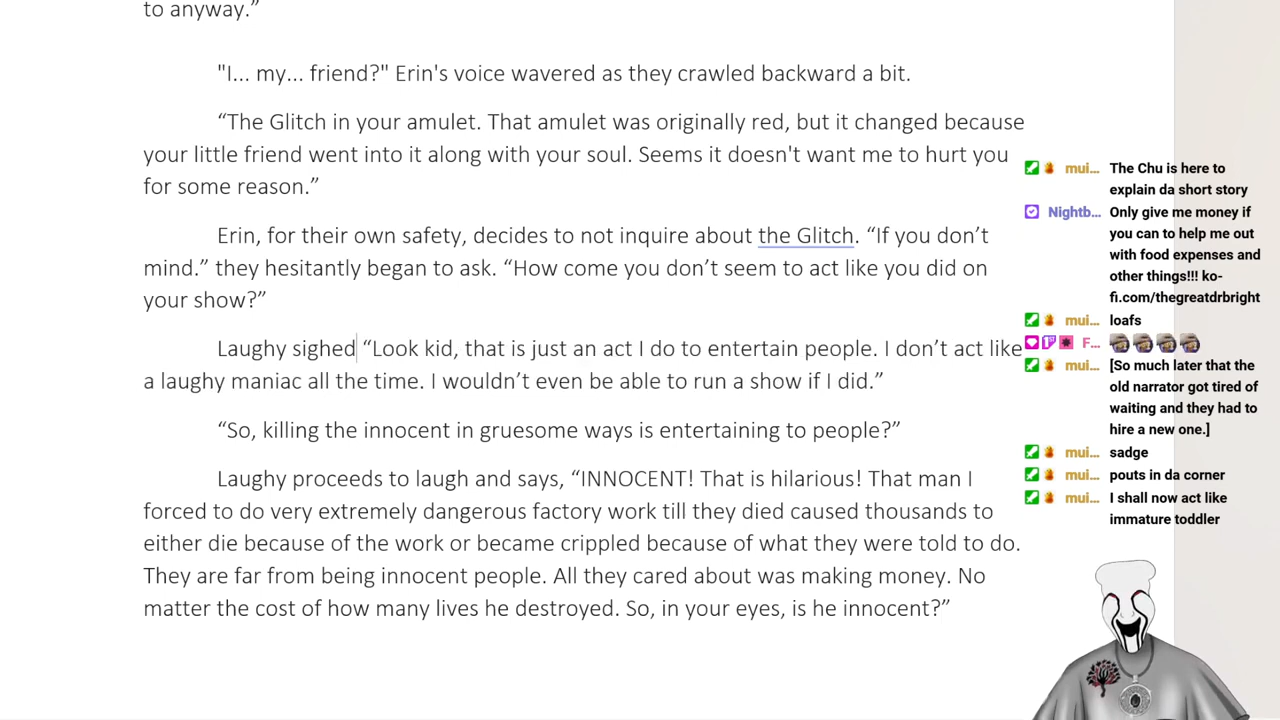 to anyway.”
"I... my... friend?" Erin's voice wavered as they crawled backward a bit.
“The Glitch in your amulet. That amulet was originally red, but it changed because
your little friend went into it along with your soul. Seems it doesn't want me to hurt you
for some reason.”
Erin, for their own safety, decides to not inquire about the Glitch. “If you don’t
mind.” they hesitantly began to ask. “How come you don’t seem to act like you did on
your show?”
Laughy sighed “Look kid, that is just an act I do to entertain people. I don’t act like
a laughy maniac all the time. I wouldn’t even be able to run a show if I did.”
“So, killing the innocent in gruesome ways is entertaining to people?”
Laughy proceeds to laugh and says, “INNOCENT! That is hilarious! That man I
forced to do very extremely dangerous factory work till they died caused thousands to
either die because of the work or became crippled because of what they were told to do.
They are far from being innocent people. All they cared about was making money. No
matter the cost of how many lives he destroyed. So, in your eyes, is he innocent?”
mui... The Chu is here to
explain da short story
Nightb... Only give me money if
you can to help me out
with food expenses and
other things!!! ko-
fi.com/thegreatdrbright
mui... loafs
F...
mui... [So much later that the
old narrator got tired of
waiting and they had to
hire a new one.]
mui... sadge
mui... pouts in da corner
mui... I shall now act like
immature toddler